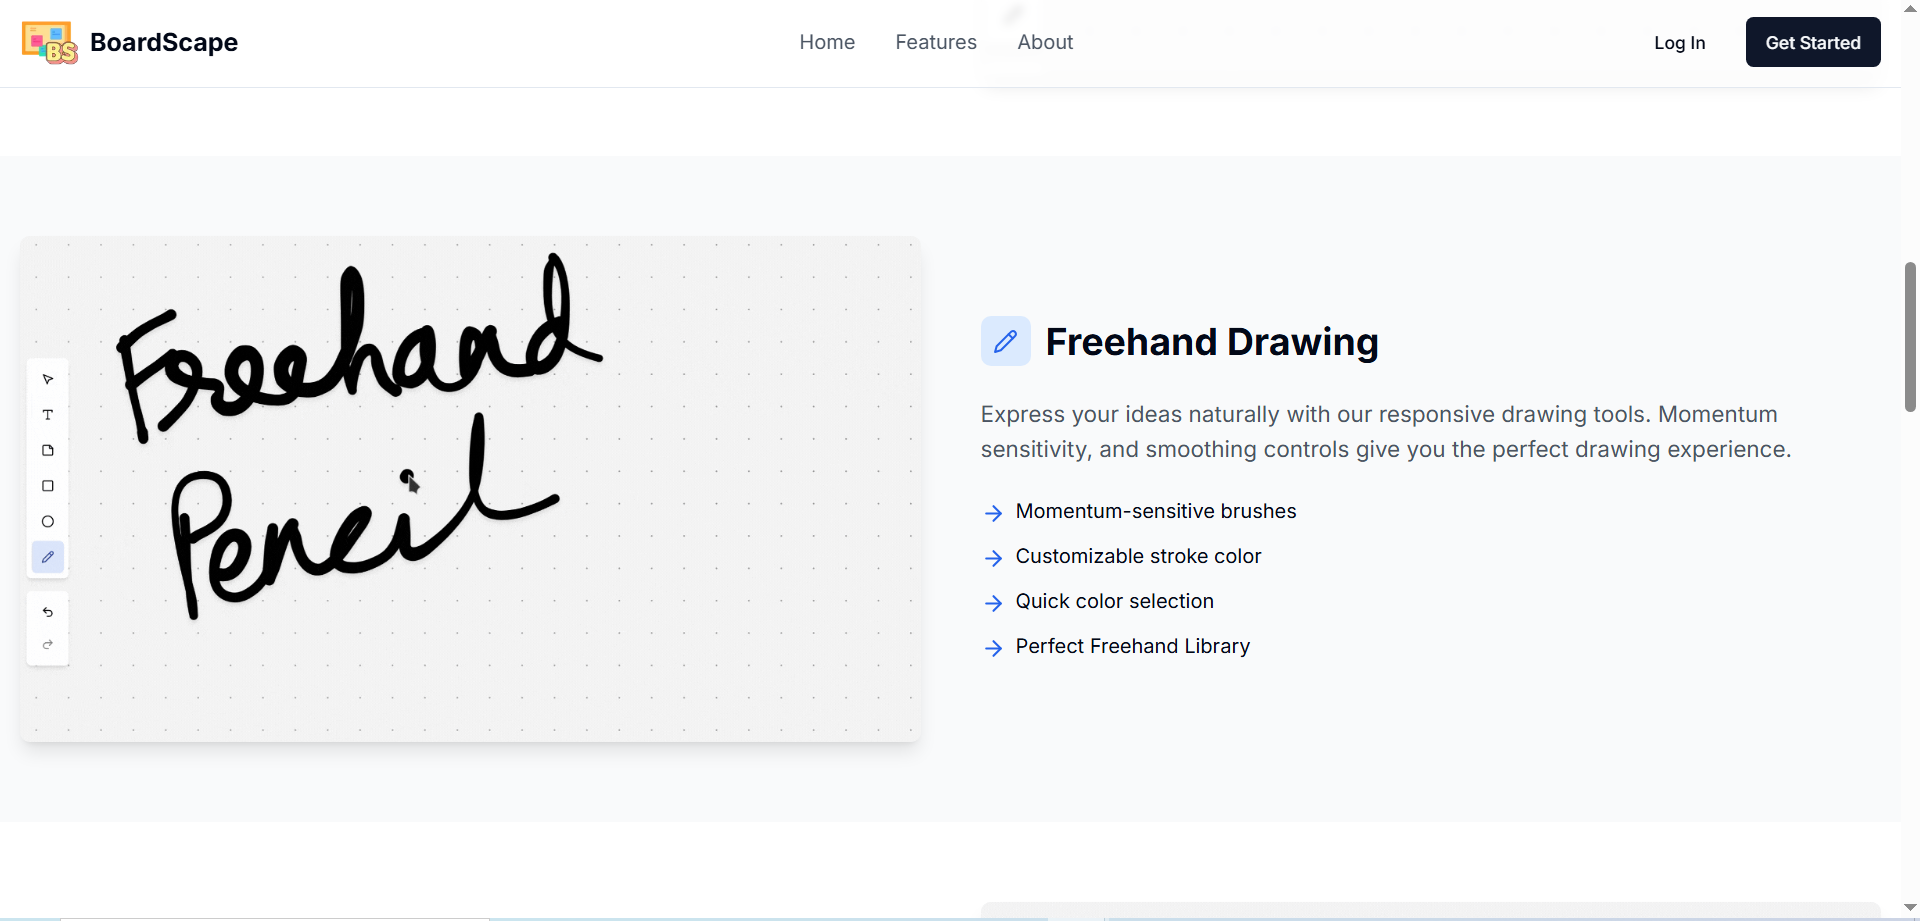 BS BoardScape
Home Features About
Log In Get Started
Freehand
Pencil
T
Freehand Drawing
Express your ideas naturally with our responsive drawing tools. Momentum
sensitivity, and smoothing controls give you the perfect drawing experience.
Momentum-sensitive brushes
Customizable stroke color
Quick color selection
Perfect Freehand Library